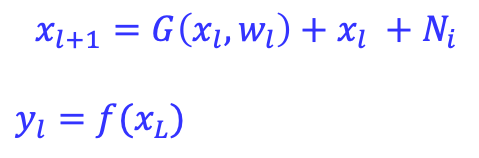 x_{l+1} = G(x_l, w_l) + x_l + N_i
y_l = f(x_L)